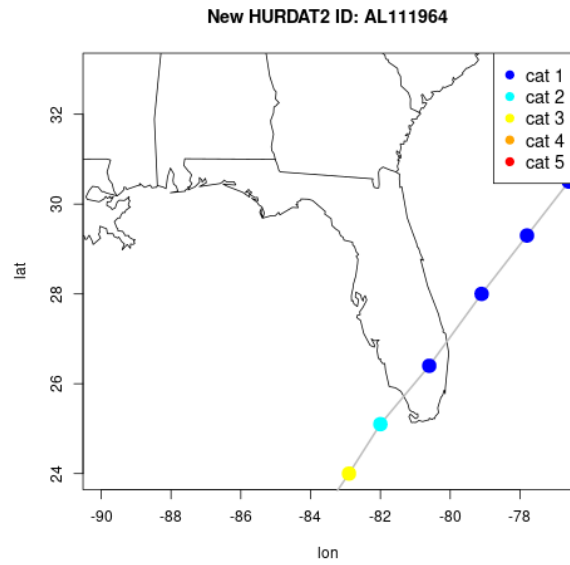 New HURDAT2 ID: AL111964
cat 1
cat 2
cat 3
cat 4
cat 5
32
30
28
26
24
lat
-90 -88 -86 -84 -82 -80 -78
lon